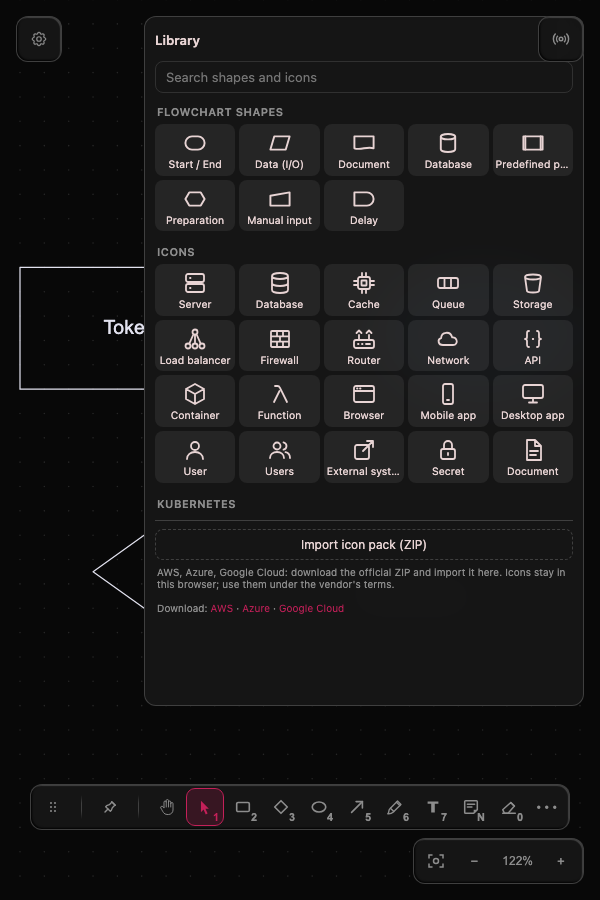 Library
Search shapes and icons
FLOWCHART SHAPES
Start / End
Data (I/O)
Document
Database
Predefined p...
Preparation
Manual input
Delay
ICONS
Server
Database
Cache
Queue
Storage
Load balancer
Firewall
Router
Network
API
Container
Function
Browser
Mobile app
Desktop app
User
Users
External syst...
Secret
Document
KUBERNETES
Import icon pack (ZIP)
AWS, Azure, Google Cloud: download the official ZIP and import it here. Icons stay in
this browser; use them under the vendor's terms.
Download: AWS · Azure · Google Cloud
Toke
1
2
3
4
5
6
T 7
N
0
− 122% +